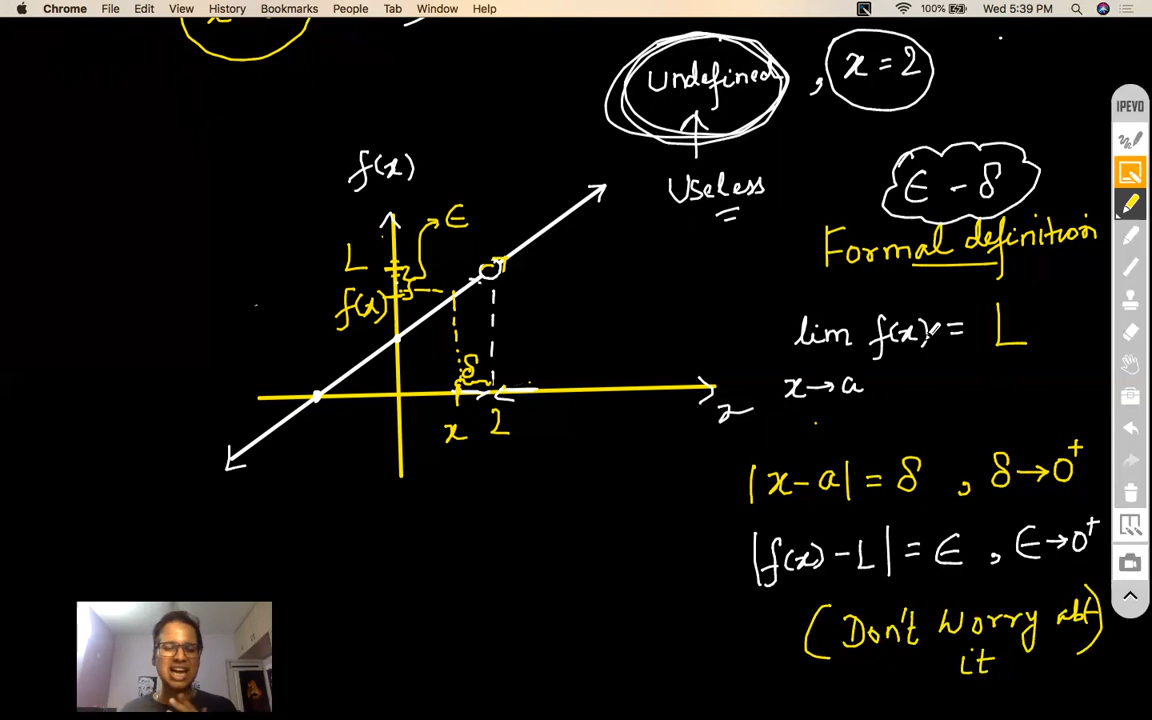 Chrome File Edit View History Bookmarks People Tab Window Help 100% Wed 5:39 PM
Undefined, x = 2
Useless
IPEVO
ϵ - δ
Formal definition
f(x)
ϵ
L
f(x)
δ
x 2
x
lim f(x) = L
x→a
|x-a| = δ , δ→0⁺
|f(x) - L| = ϵ , ϵ→0⁺
(Don't worry abt
it